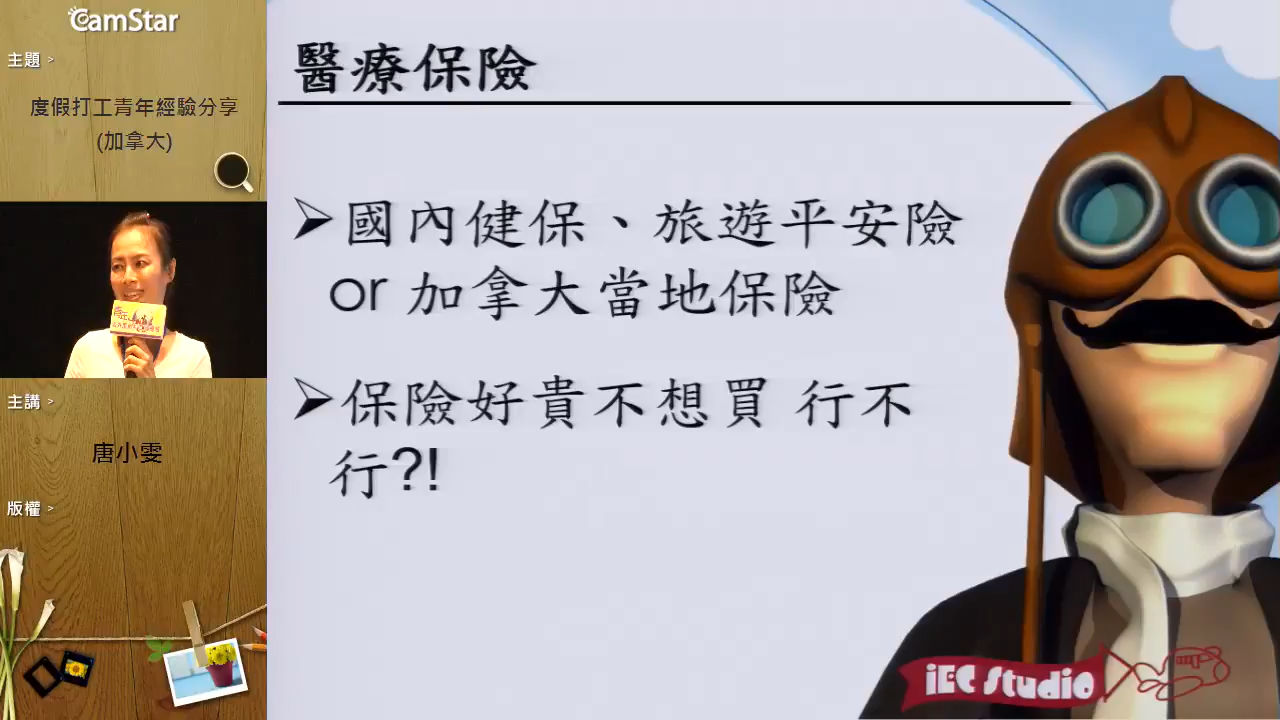 CamStar
主題 >
度假打工青年經驗分享
(加拿大)
主講 >
唐小雯
版權 >
醫療保險
➢國內健保、旅遊平安險
or 加拿大當地保險
➢保險好貴不想買 行不
行?!
iEC Studio